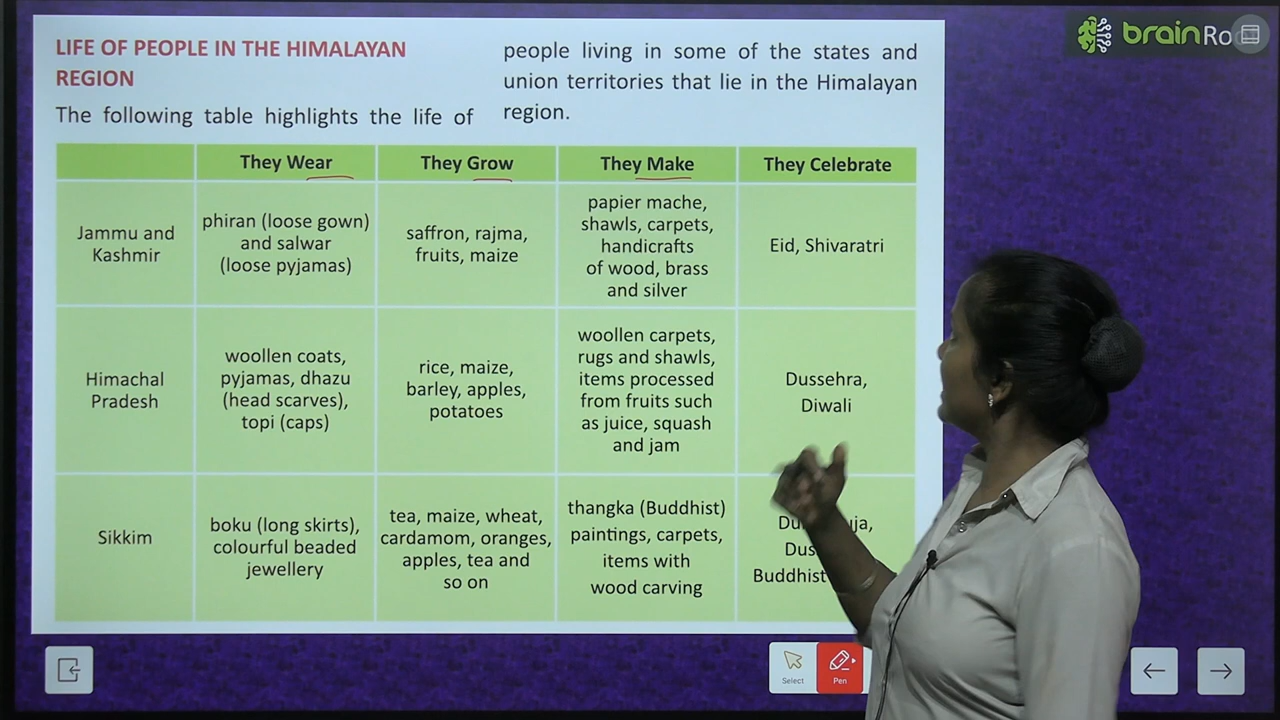 LIFE OF PEOPLE IN THE HIMALAYAN
REGION
The following table highlights the life of
people living in some of the states and
union territories that lie in the Himalayan
region.
They Wear
They Grow
They Make
They Celebrate
Jammu and
Kashmir
phiran (loose gown)
and salwar
(loose pyjamas)
saffron, rajma,
fruits, maize
papier mache,
shawls, carpets,
handicrafts
of wood, brass
and silver
Eid, Shivaratri
Himachal
Pradesh
woollen coats,
pyjamas, dhazu
(head scarves),
topi (caps)
rice, maize,
barley, apples,
potatoes
woollen carpets,
rugs and shawls,
items processed
from fruits such
as juice, squash
and jam
Dussehra,
Diwali
Sikkim
boku (long skirts),
colourful beaded
jewellery
tea, maize, wheat,
cardamom, oranges,
apples, tea and
so on
thangka (Buddhist)
paintings, carpets,
items with
wood carving
Buddhist
brain
Select
Pen